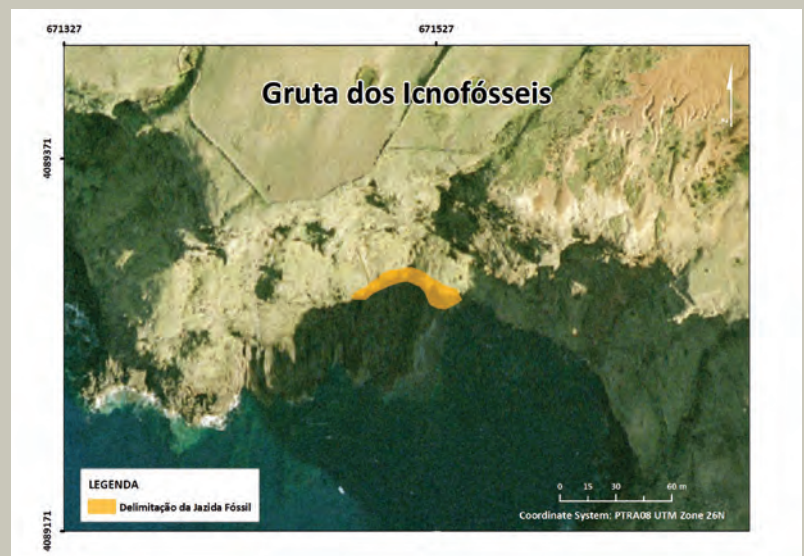 671327
671527
Gruta dos Icnofósseis
4089371
LEGENDA
Delimitação da Jazida Fóssil
0 15 30 60 m
Coordinate System: PTRA08 UTM Zone 26N
4089171